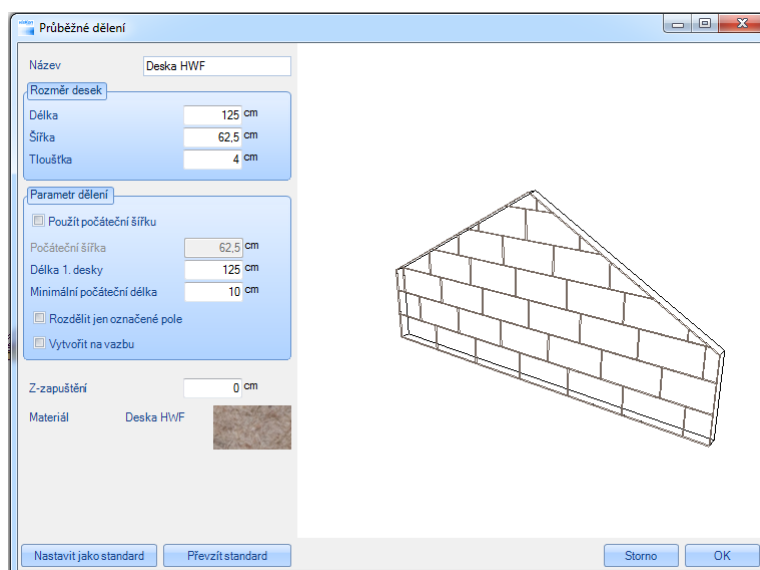 Průběžné dělení
Název Deska HWF
Rozměr desek
Délka 125 cm
Šířka 62,5 cm
Tloušťka 4 cm
Parametr dělení
Použít počáteční šířku
Počáteční šířka 62,5 cm
Délka 1. desky 125 cm
Minimální počáteční délka 10 cm
Rozdělit jen označené pole
Vytvořit na vazbu
Z-zapuštění 0 cm
Materiál Deska HWF
Nastavit jako standard Převzít standard Storno OK